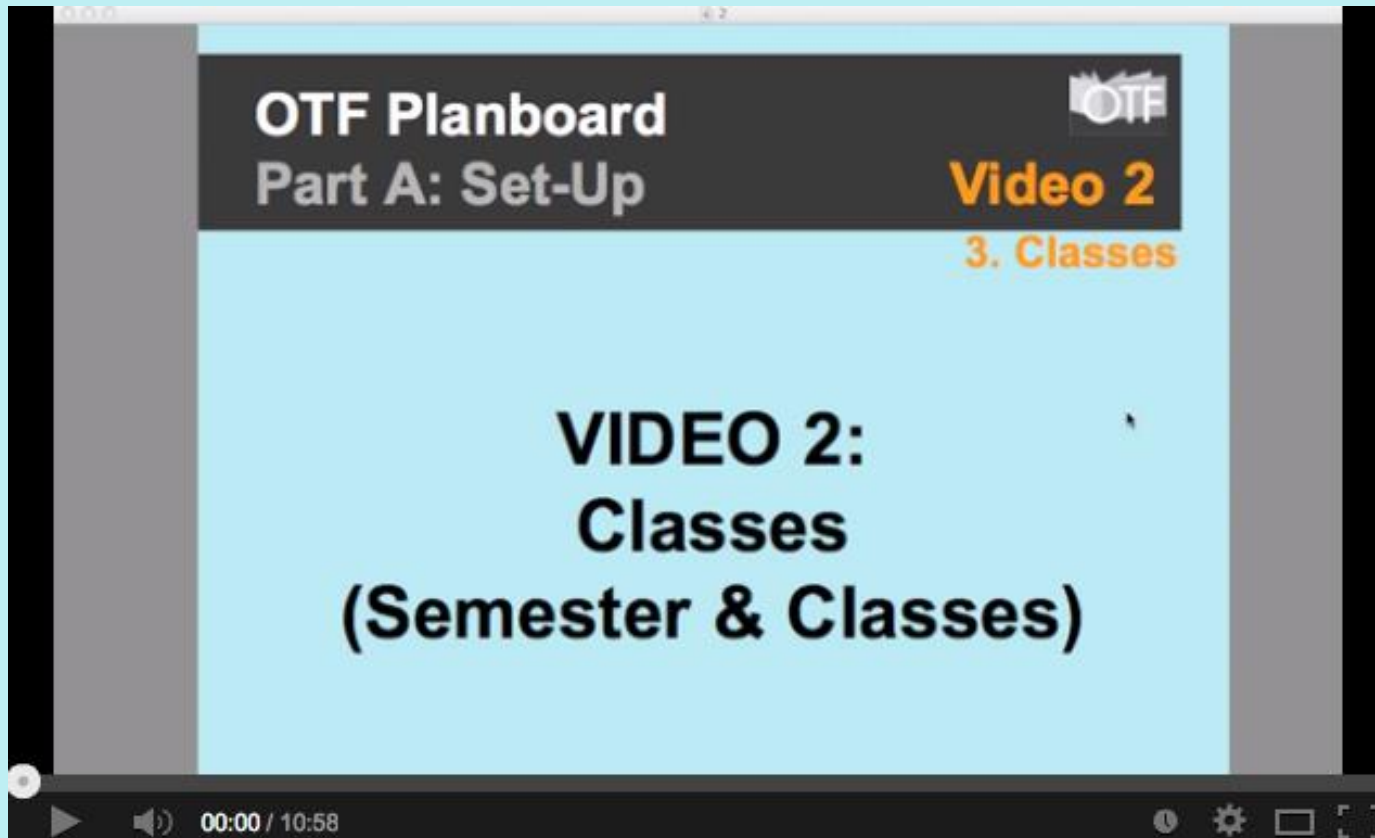 2
OTF Planboard
OTF
Part A: Set-Up
Video 2
3. Classes
VIDEO 2:
Classes
(Semester & Classes)
00:00 / 10:58